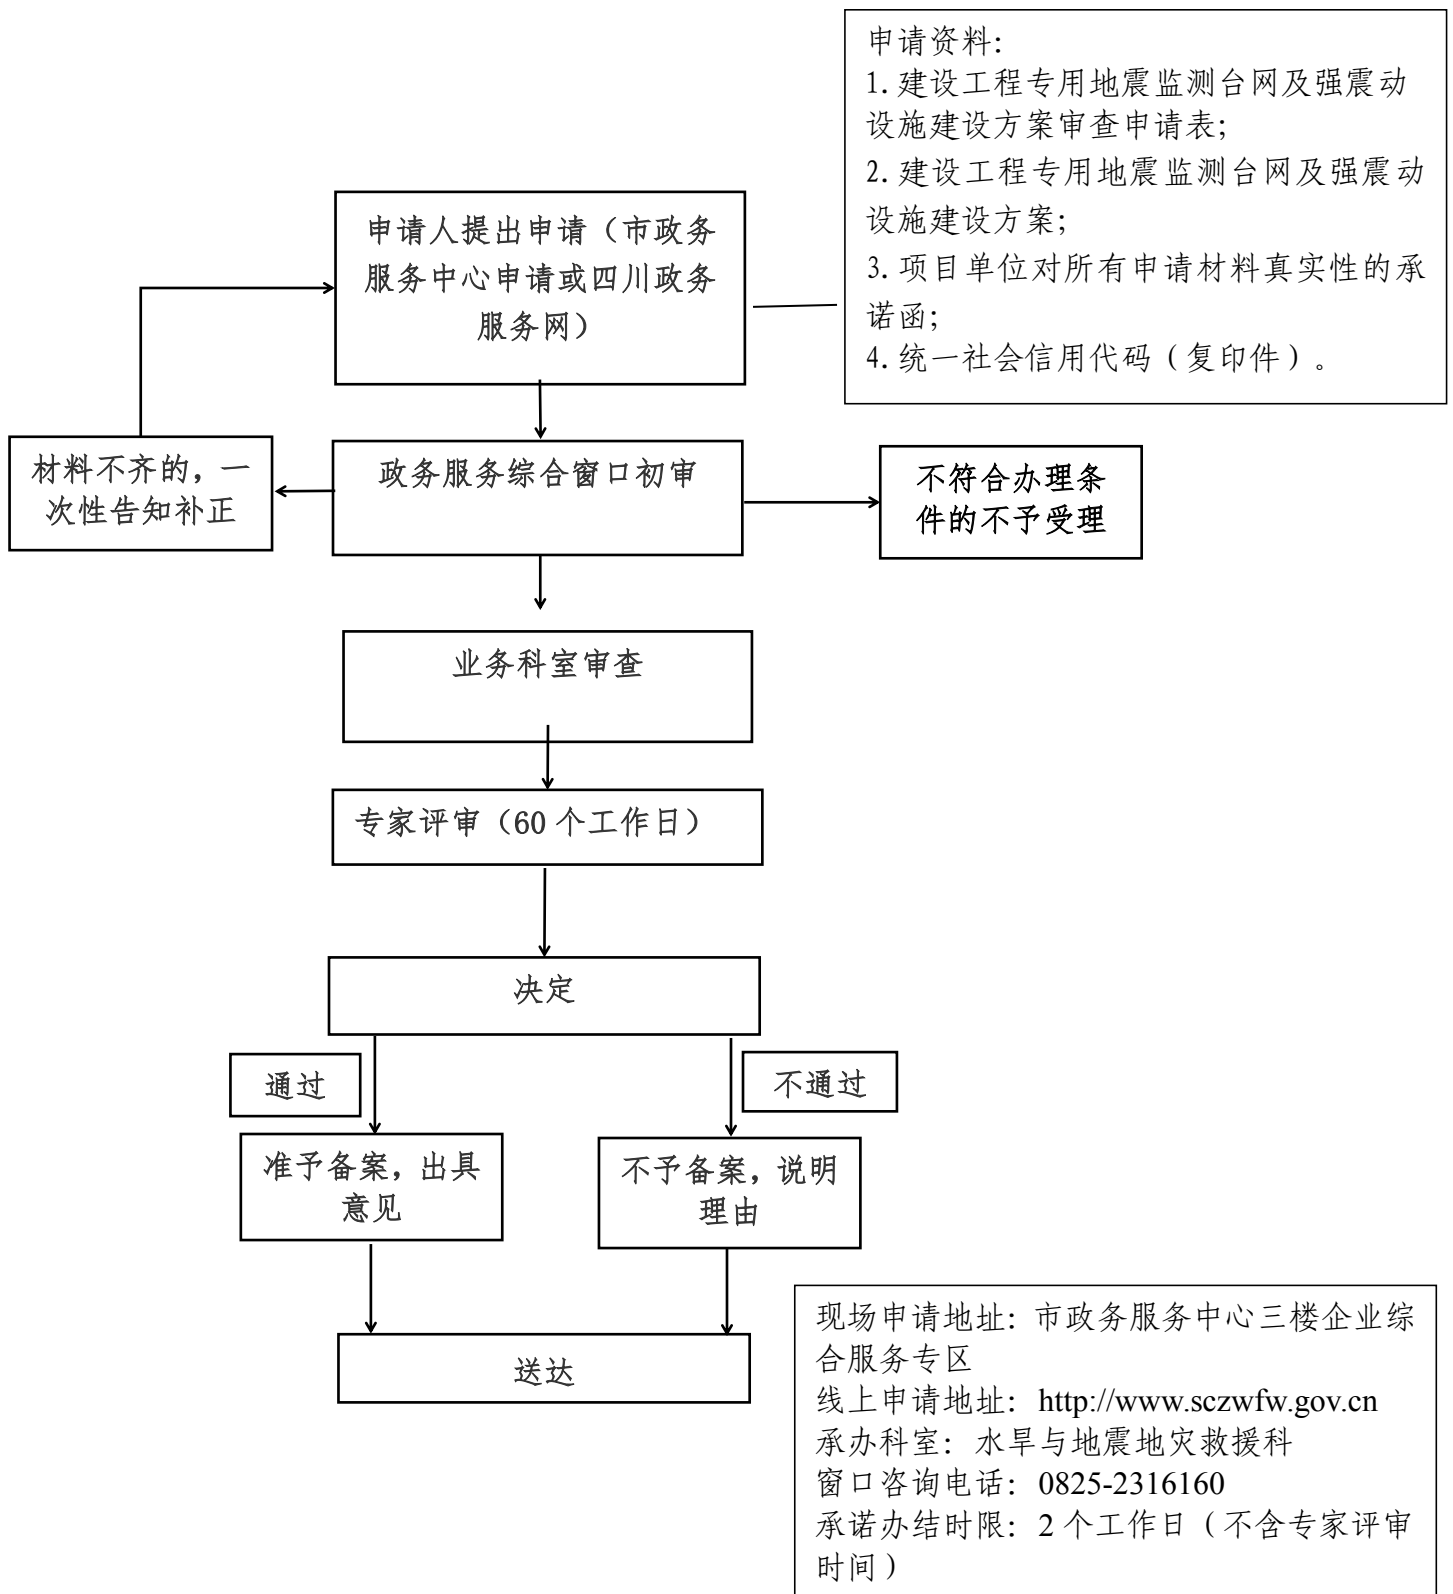 申请资料：
1.建设工程专用地震监测台网及强震动
设施建设方案审查申请表；
2.建设工程专用地震监测台网及强震动
设施建设方案；
3.项目单位对所有申请材料真实性的承
诺函；
4.统一社会信用代码（复印件）。
申请人提出申请（市政务
服务中心申请或四川政务
服务网）
材料不齐的，一
次性告知补正
政务服务综合窗口初审
不符合办理条
件的不予受理
业务科室审查
专家评审（60 个工作日）
决定
通过
不通过
准予备案，出具
意见
不予备案，说明
理由
送达
现场申请地址：市政务服务中心三楼企业综
合服务专区
线上申请地址：http://www.sczwfw.gov.cn
承办科室：水旱与地震地灾救援科
窗口咨询电话：0825-2316160
承诺办结时限：2 个工作日（不含专家评审
时间）